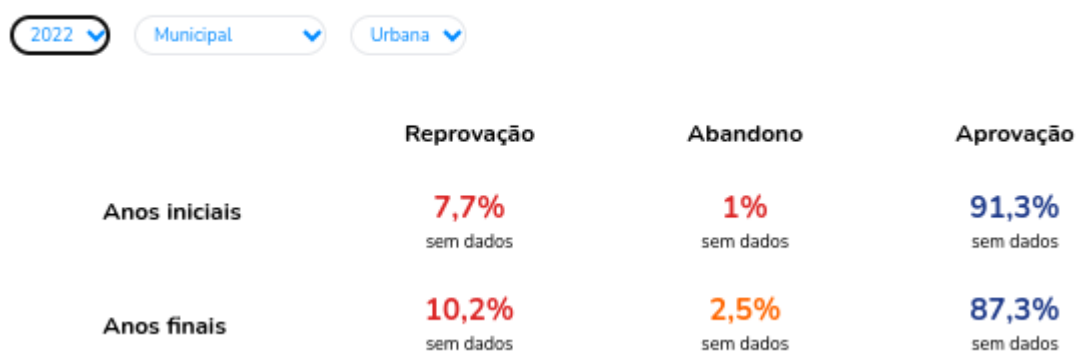 2022 Municipal Urbana
Reprovação Abandono Aprovação
Anos iniciais 7,7% 1% 91,3%
sem dados sem dados sem dados
Anos finais 10,2% 2,5% 87,3%
sem dados sem dados sem dados